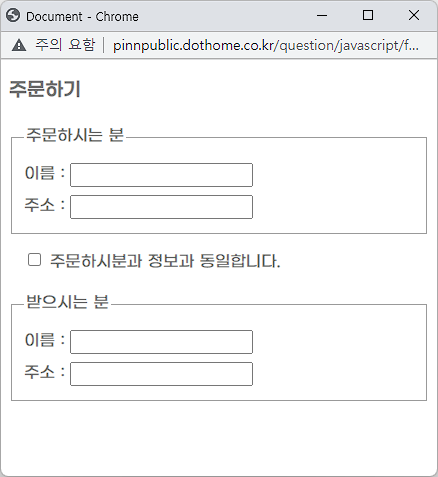 Document - Chrome
주의 요함 | pinnpublic.dothome.co.kr/question/javascript/f...
주문하기
주문하시는 분
이름 :
주소 :
주문하시분과 정보과 동일합니다.
받으시는 분
이름 :
주소 :